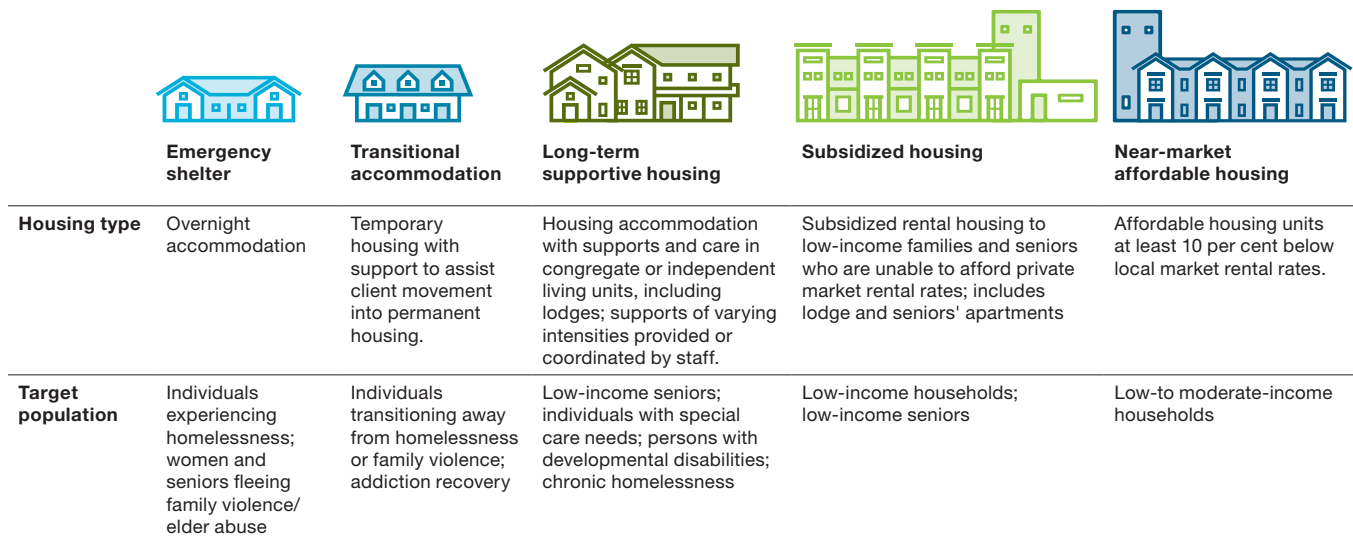 Emergency
shelter
Transitional
accommodation
Long-term
supportive housing
Subsidized housing
Near-market
affordable housing
Housing type
Overnight
accommodation
Temporary
housing with
support to assist
client movement
into permanent
housing.
Housing accommodation
with supports and care in
congregate or independent
living units, including
lodges; supports of varying
intensities provided or
coordinated by staff.
Subsidized rental housing to
low-income families and seniors
who are unable to afford private
market rental rates; includes
lodge and seniors' apartments
Affordable housing units
at least 10 per cent below
local market rental rates.
Target
population
Individuals
experiencing
homelessness;
women and
seniors fleeing
family violence/
elder abuse
Individuals
transitioning away
from homelessness
or family violence;
addiction recovery
Low-income seniors;
individuals with special
care needs; persons with
developmental disabilities;
chronic homelessness
Low-income households;
low-income seniors
Low-to moderate-income
households